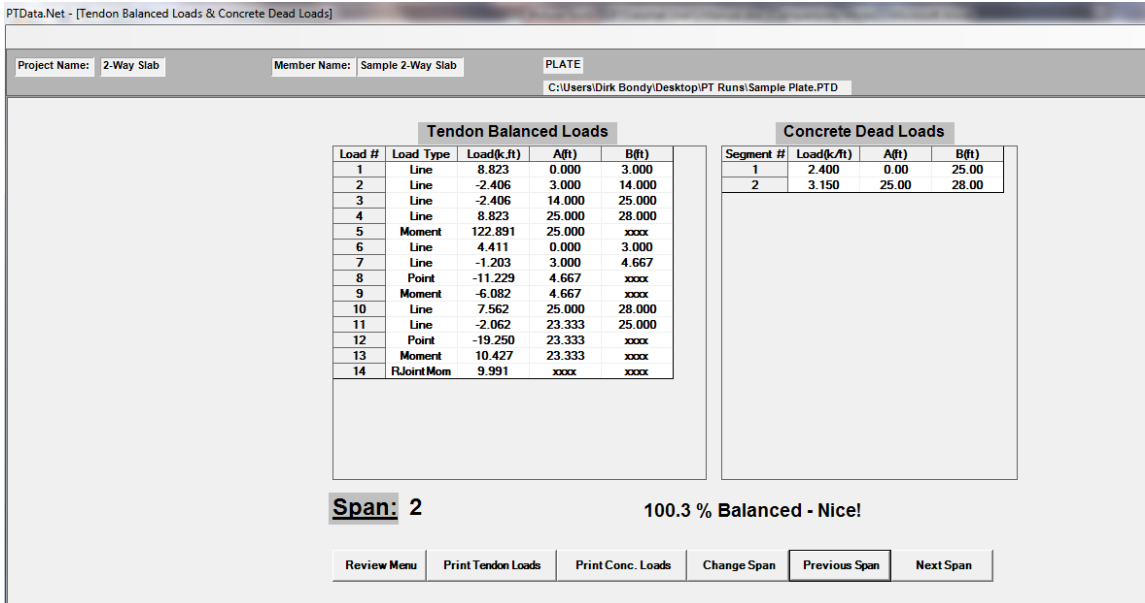 PTData.Net - [Tendon Balanced Loads & Concrete Dead Loads]
Project Name: 2-Way Slab Member Name: Sample 2-Way Slab PLATE
C:\Users\Dirk Bondy\Desktop\PT Runs\Sample Plate.PTD
Tendon Balanced Loads
Load # Load Type Load(k,ft) A(ft) B(ft)
1 Line 8.823 0.000 3.000
2 Line -2.406 3.000 14.000
3 Line -2.406 14.000 25.000
4 Line 8.823 25.000 28.000
5 Moment 122.891 25.000 xxxx
6 Line 4.411 0.000 3.000
7 Line -1.203 3.000 4.667
8 Point -11.229 4.667 xxxx
9 Moment -6.082 4.667 xxxx
10 Line 7.562 25.000 28.000
11 Line -2.062 23.333 25.000
12 Point -19.250 23.333 xxxx
13 Moment 10.427 23.333 xxxx
14 RJointMom 9.991 xxxx xxxx
Concrete Dead Loads
Segment # Load(k/ft) A(ft) B(ft)
1 2.400 0.00 25.00
2 3.150 25.00 28.00
Span: 2 100.3 % Balanced - Nice!
Review Menu Print Tendon Loads Print Conc. Loads Change Span Previous Span Next Span